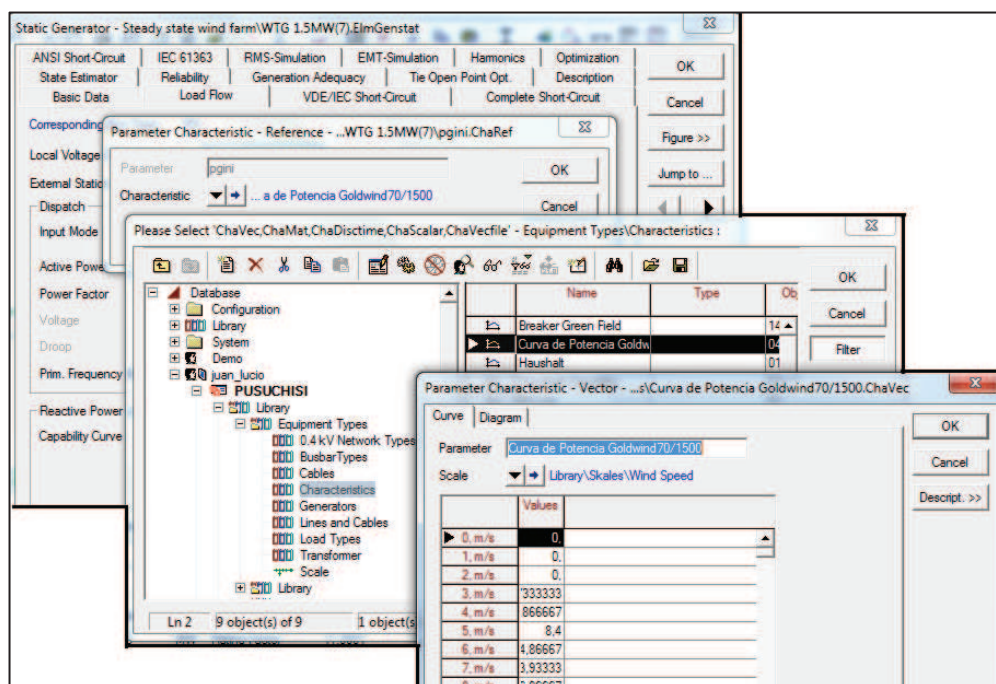 Static Generator - Steady state wind farm\WTG 1.5MW(7).ElmGenstat
ANSI Short-Circuit IEC 61363 RMS-Simulation EMT-Simulation Harmonics Optimization
State Estimator Reliability Generation Adequacy Tie Open Point Opt. Description
Basic Data Load Flow VDE/IEC Short-Circuit Complete Short-Circuit
OK
Cancel
Figure >>
Jump to ...
Corresponding
Local Voltage
External Static
Dispatch
Input Mode
Active Powe
Power Factor
Voltage
Droop
Prim. Frequency
Reactive Power
Capability Curve
Parameter Characteristic - Reference - ...WTG 1.5MW(7)\pgini.ChaRef
Parameter pgini
Characteristic ... a de Potencia Goldwind70/1500
OK
Cancel
Please Select 'ChaVec,ChaMat,ChaDisctime,ChaScalar,ChaVecfile' - Equipment Types\Characteristics :
OK
Cancel
Filter
Database
Configuration
Library
System
Demo
juan_lucio
PUSUCHISI
Library
Equipment Types
0.4 kV Network Types
BusbarTypes
Cables
Characteristics
Generators
Lines and Cables
Load Types
Transformer
Scale
Library
Name Type Ob
Breaker Green Field 14
Curva de Potencia Goldw 04
Haushalt 01
Ln 2 9 object(s) of 9 1 object(s
Parameter Characteristic - Vector - ...s\Curva de Potencia Goldwind70/1500.ChaVec
Curve Diagram
Parameter Curva de Potencia Goldwind70/1500
Scale Library\Skales\Wind Speed
OK
Cancel
Descript. >>
Values
0, m/s 0,
1, m/s 0,
2, m/s 0,
3, m/s 333333
4, m/s 866667
5, m/s 8,4
6, m/s 4,86667
7, m/s 3,93333